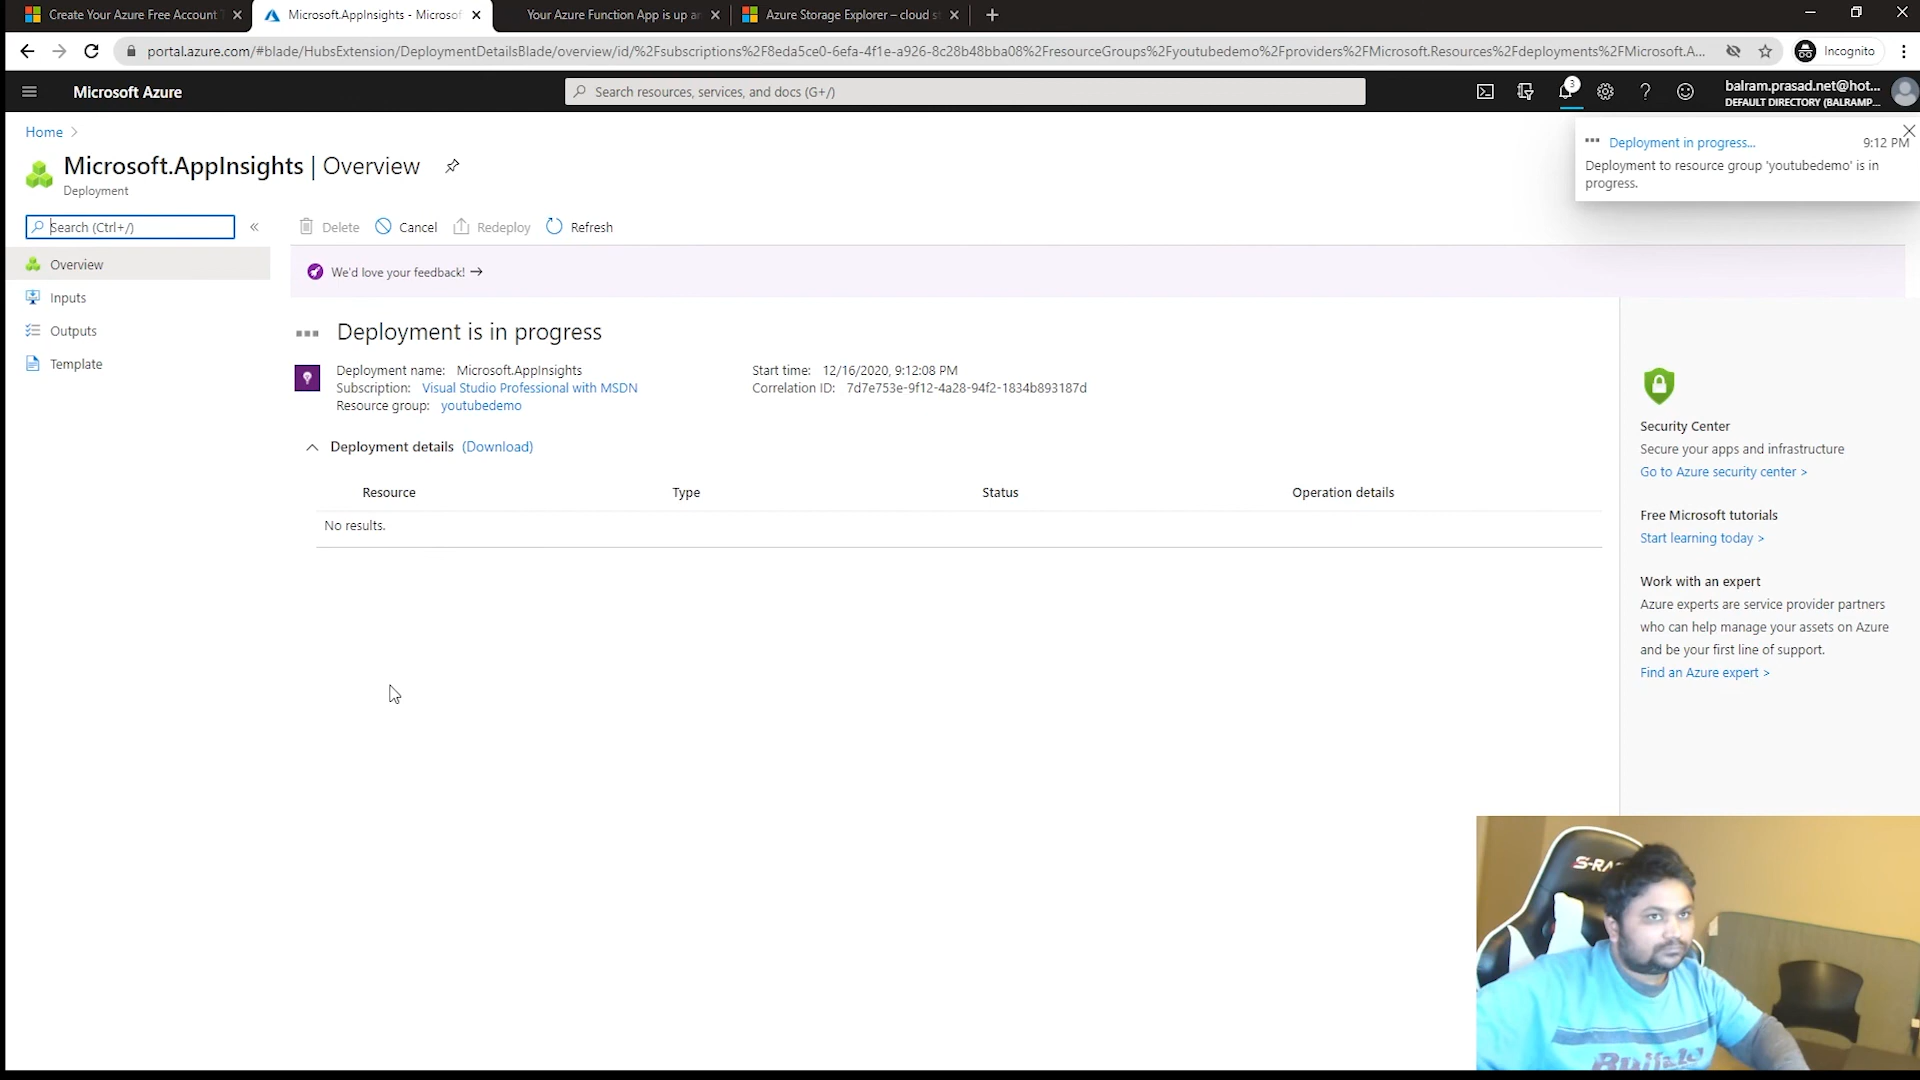 Create Your Azure Free Account T
Microsoft.AppInsights - Microsof
Your Azure Function App is up a
Azure Storage Explorer – cloud s
portal.azure.com/#blade/HubsExtension/DeploymentDetailsBlade/overview/id/%2Fsubscriptions%2F8eda5ce0-6efa-4f1e-a926-8c28b48bba08%2FresourceGroups%2Fyoutubedemo%2Fproviders%2FMicrosoft.Resources%2Fdeployments%2FMicrosoft.A...
Incognito
Microsoft Azure
Search resources, services, and docs (G+/)
3
balram.prasad.net@hot...
DEFAULT DIRECTORY (BALRAMP...
Home
Deployment in progress...
9:12 PM
Deployment to resource group 'youtubedemo' is in
progress.
Microsoft.AppInsights | Overview
Deployment
Search (Ctrl+/)
«
Delete
Cancel
Redeploy
Refresh
Overview
Inputs
Outputs
Template
We'd love your feedback! →
Deployment is in progress
Deployment name: Microsoft.AppInsights
Subscription: Visual Studio Professional with MSDN
Resource group: youtubedemo
Start time: 12/16/2020, 9:12:08 PM
Correlation ID: 7d7e753e-9f12-4a28-94f2-1834b893187d
Deployment details (Download)
Resource Type Status Operation details
No results.
Security Center
Secure your apps and infrastructure
Go to Azure security center >
Free Microsoft tutorials
Start learning today >
Work with an expert
Azure experts are service provider partners
who can help manage your assets on Azure
and be your first line of support.
Find an Azure expert >
S-RA